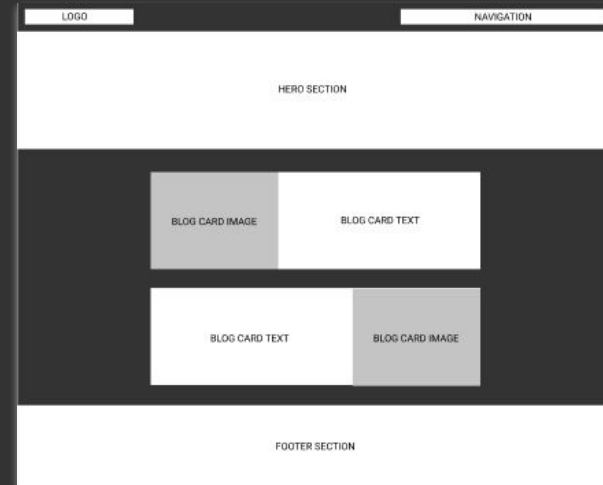 LOGO
NAVIGATION
HERO SECTION
BLOG CARD IMAGE
BLOG CARD TEXT
BLOG CARD TEXT
BLOG CARD IMAGE
FOOTER SECTION